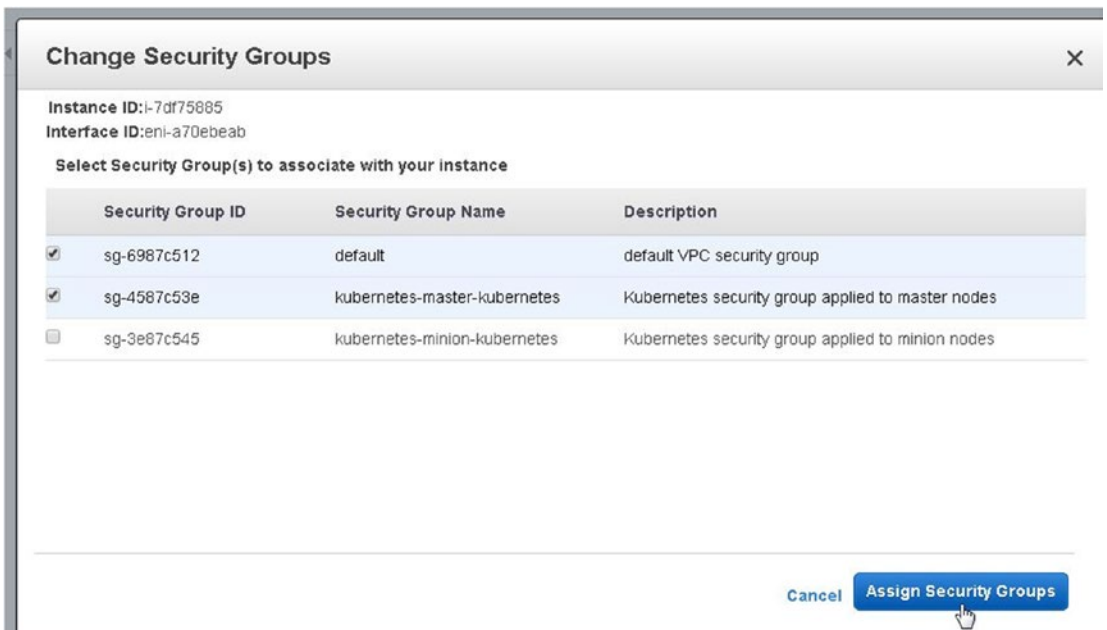 Change Security Groups
Instance ID:i-7df75885
Interface ID:eni-a70ebeab
Select Security Group(s) to associate with your instance
Security Group ID Security Group Name Description
sg-6987c512 default default VPC security group
sg-4587c53e kubernetes-master-kubernetes Kubernetes security group applied to master nodes
sg-3e87c545 kubernetes-minion-kubernetes Kubernetes security group applied to minion nodes
Cancel Assign Security Groups